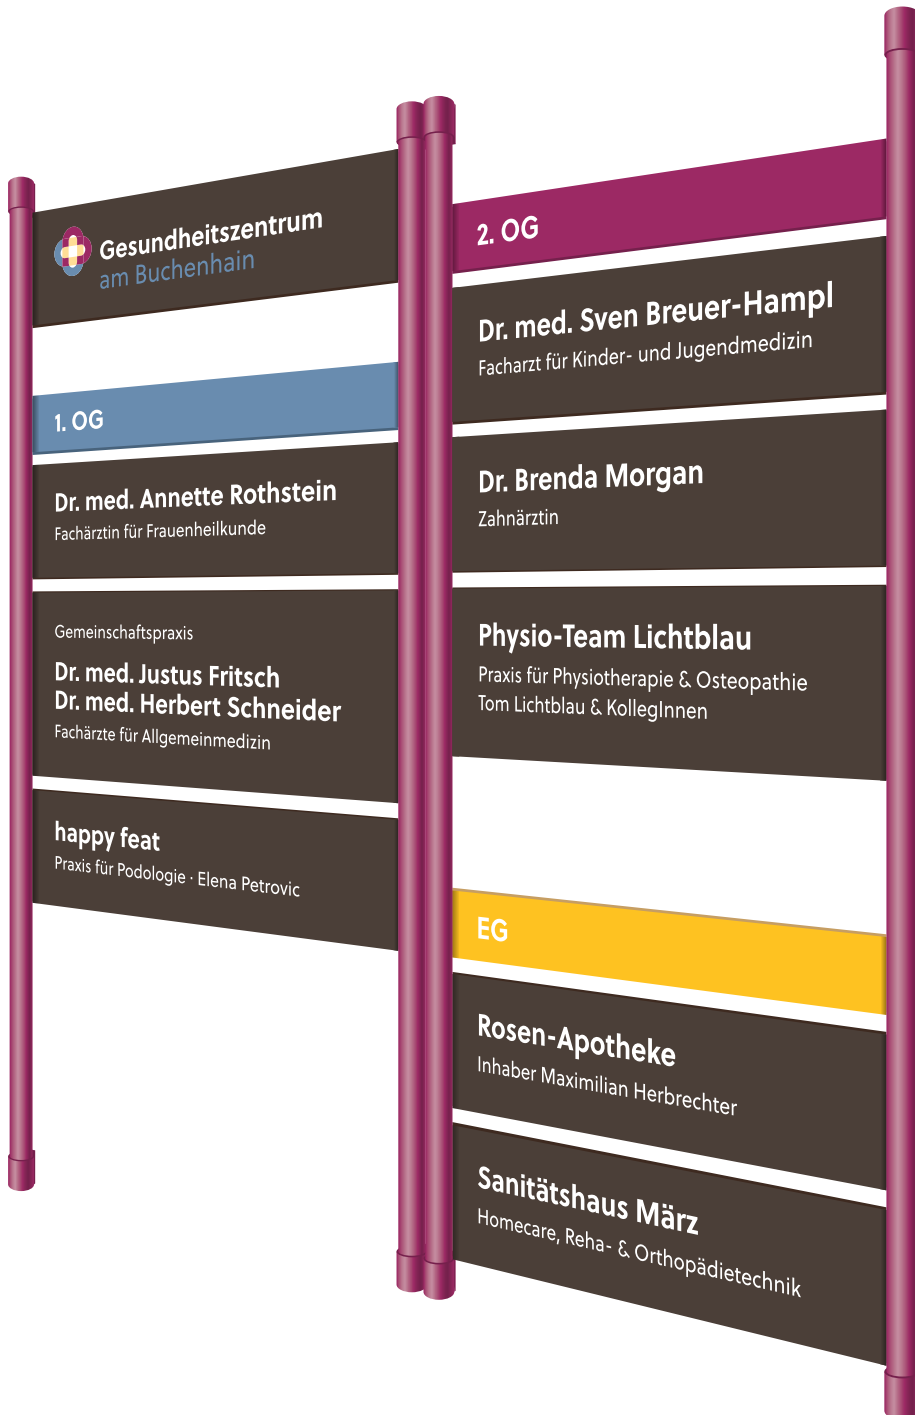 Gesundheitszentrum
am Buchenhain
1. OG
Dr. med. Annette Rothstein
Fachärztin für Frauenheilkunde
Gemeinschaftspraxis
Dr. med. Justus Fritsch
Dr. med. Herbert Schneider
Fachärzte für Allgemeinmedizin
happy feat
Praxis für Podologie · Elena Petrovic
2. OG
Dr. med. Sven Breuer-Hampl
Facharzt für Kinder- und Jugendmedizin
Dr. Brenda Morgan
Zahnärztin
Physio-Team Lichtblau
Praxis für Physiotherapie & Osteopathie
Tom Lichtblau & KollegInnen
EG
Rosen-Apotheke
Inhaber Maximilian Herbrechter
Sanitätshaus März
Homecare, Reha- & Orthopädietechnik